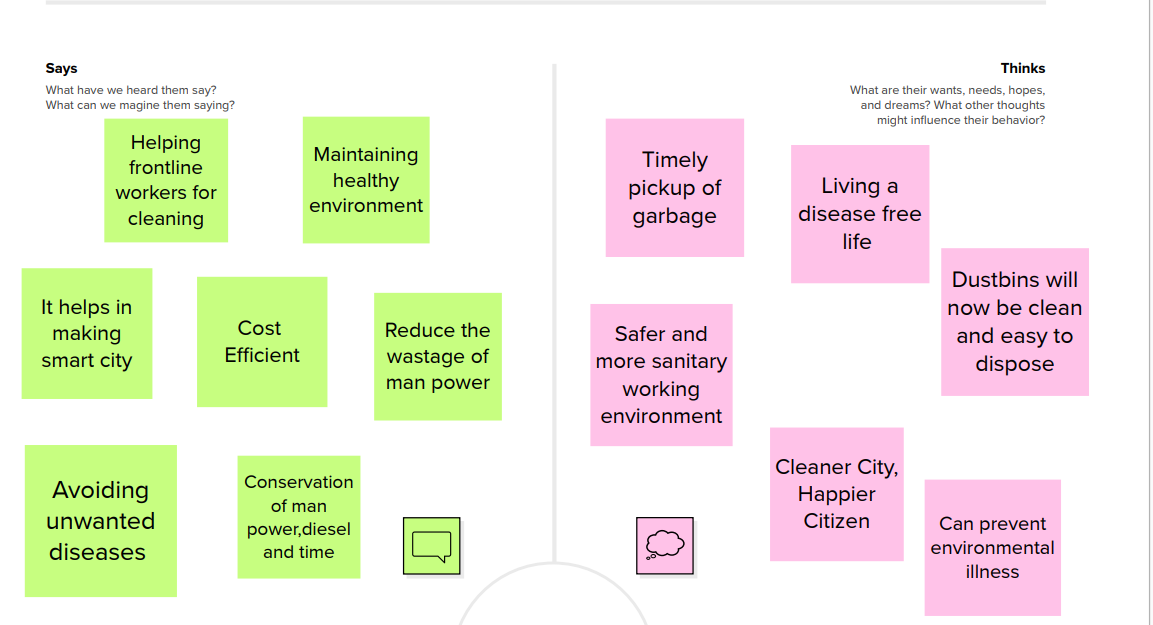 Says
What have we heard them say?
What can we magine them saying?
Helping
frontline
workers for
cleaning
Maintaining
healthy
environment
It helps in
making
smart city
Cost
Efficient
Reduce the
wastage of
man power
Avoiding
unwanted
diseases
Conservation
of man
power,diesel
and time
Thinks
What are their wants, needs, hopes,
and dreams? What other thoughts
might influence their behavior?
Timely
pickup of
garbage
Living a
disease free
life
Dustbins will
now be clean
and easy to
dispose
Safer and
more sanitary
working
environment
Cleaner City,
Happier
Citizen
Can prevent
environmental
illness